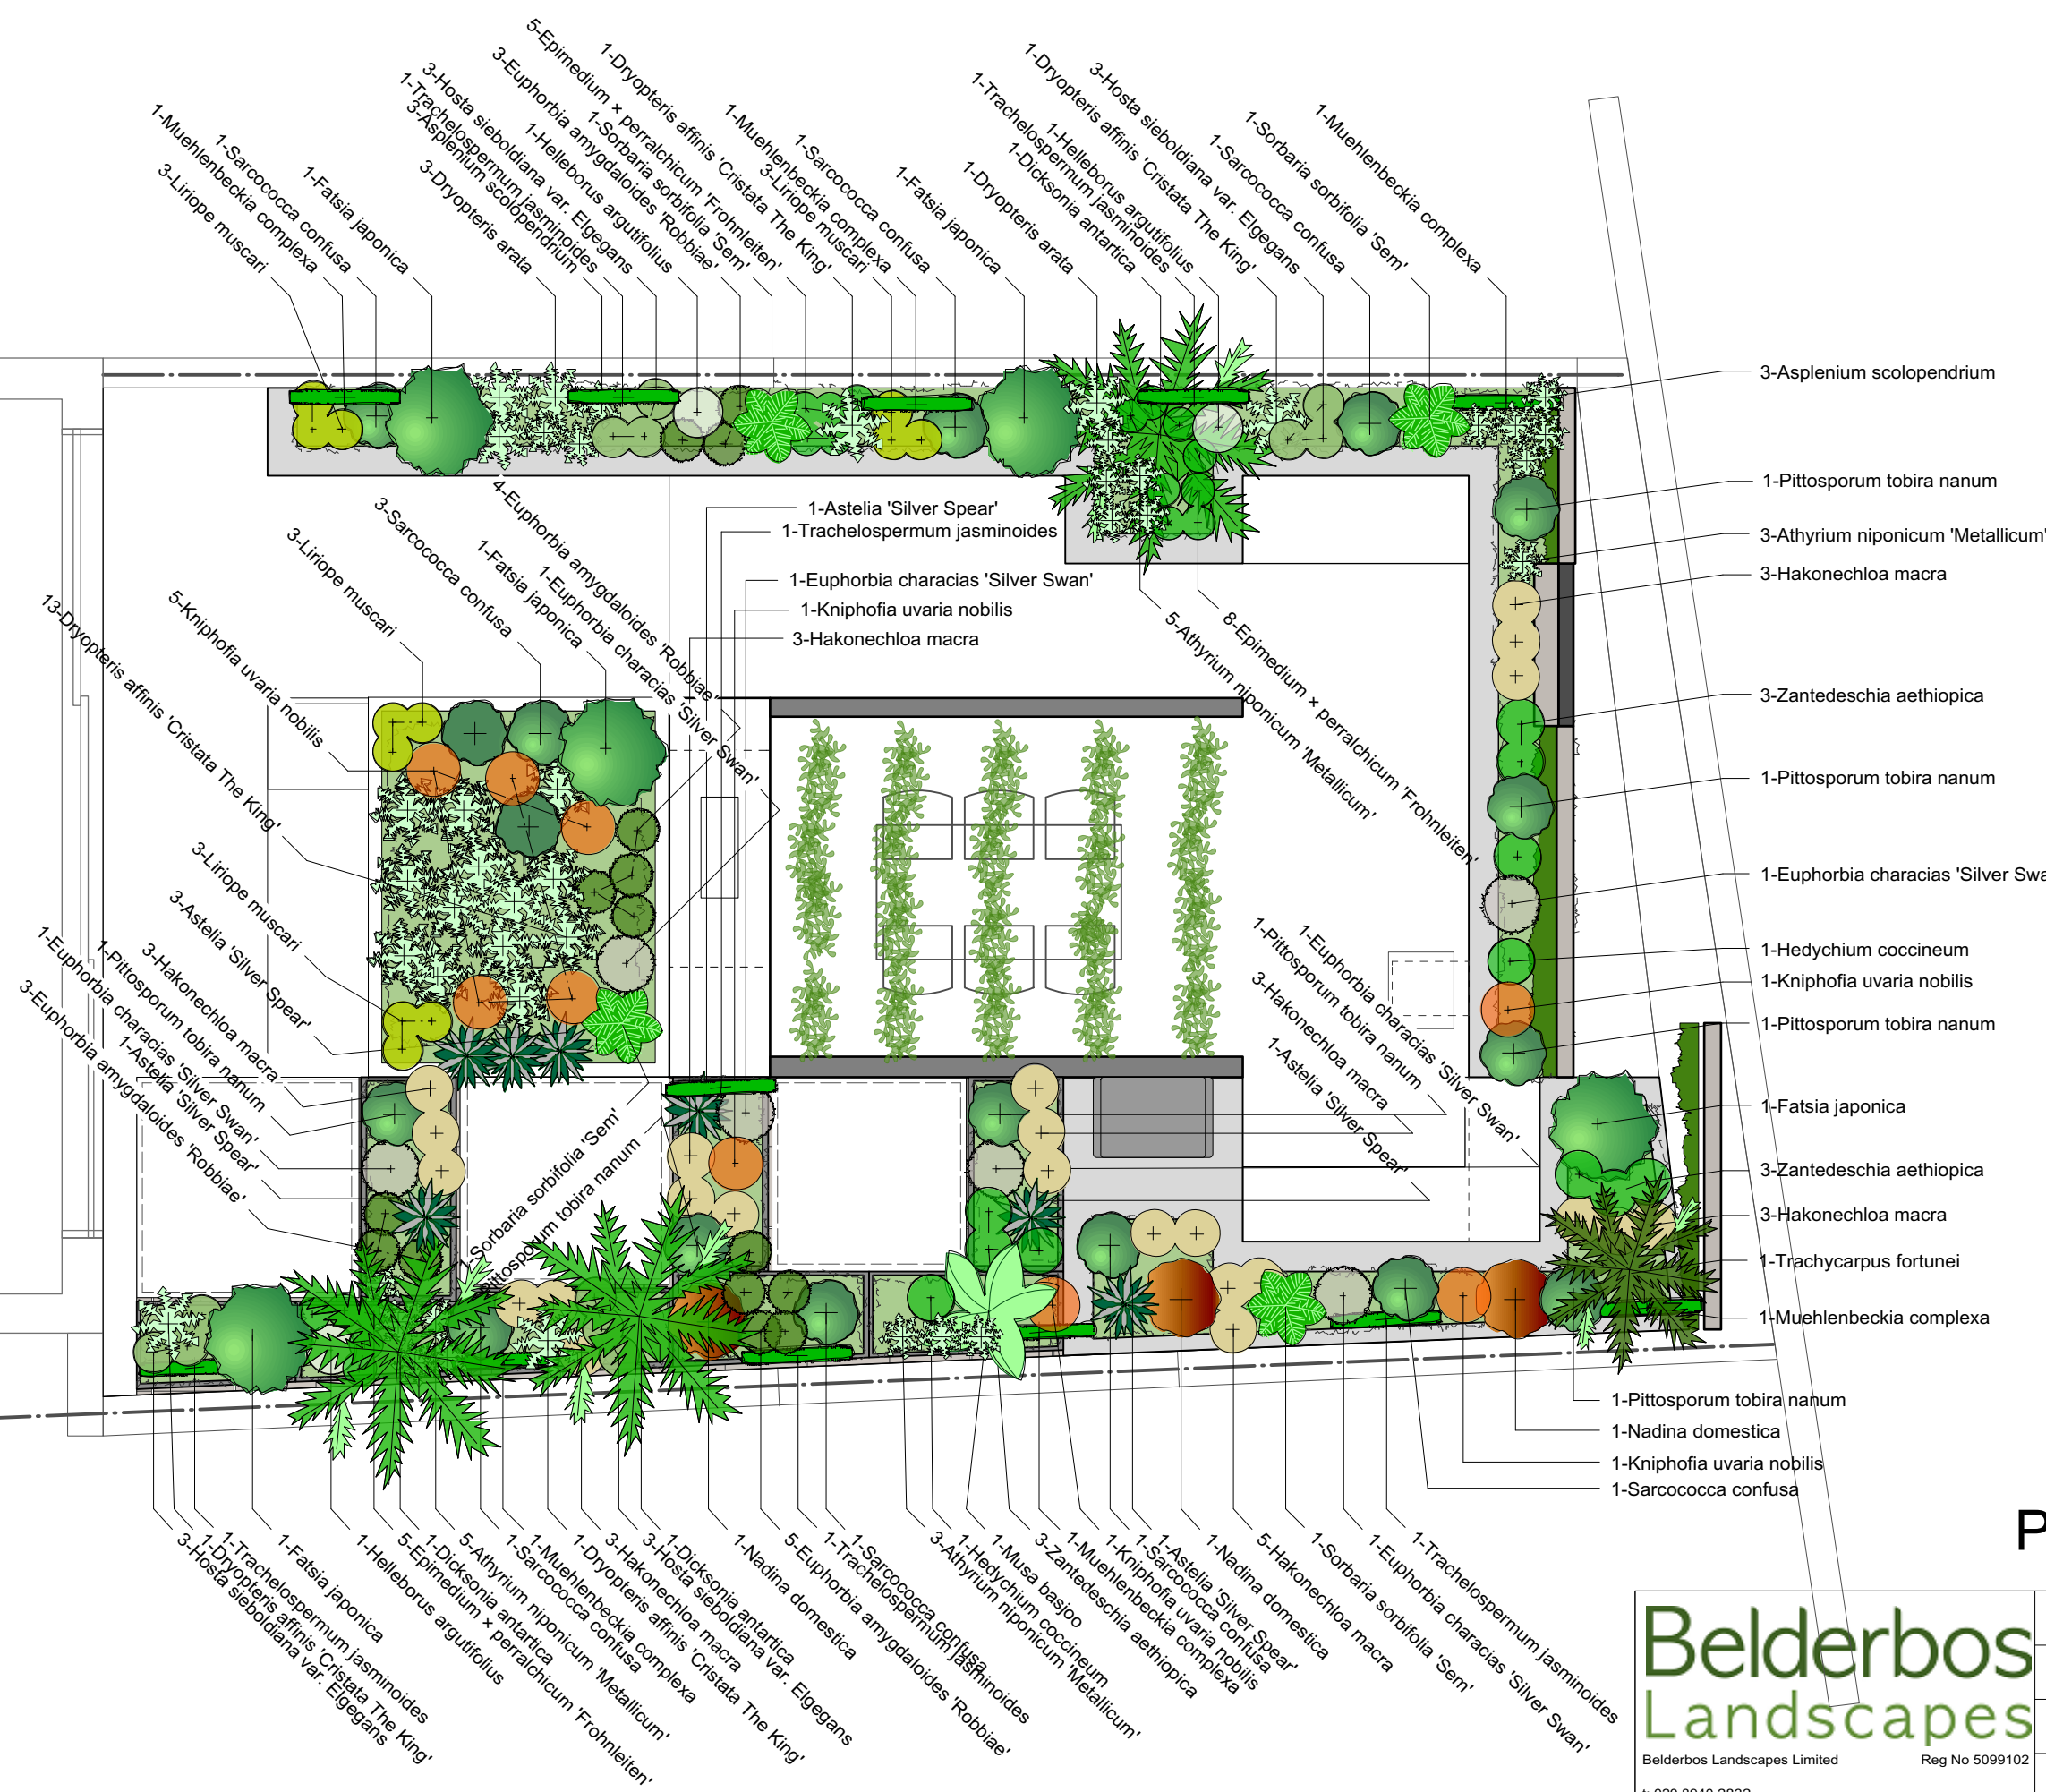 3-Liriope muscari
1-Muehlenbeckia complexa
1-Sarcococca confusa
1-Fatsia japonica
3-Dryopteris arata
3-Asplenium scolopendrium
1-Trachelospermum jasminoides
3-Hosta sieboldiana var. Elgegans
1-Helleborus argutifolius
3-Euphorbia amygdaloides 'Robbiae'
1-Sorbaria sorbifolia 'Sem'
5-Epimedium × perralchicum 'Frohnleiten'
1-Dryopteris affinis 'Cristata The King'
3-Liriope muscari
1-Muehlenbeckia complexa
1-Sarcococca confusa
1-Fatsia japonica
1-Dryopteris arata
1-Dicksonia antartica
1-Trachelospermum jasminoides
1-Helleborus argutifolius
1-Dryopteris affinis 'Cristata The King'
3-Hosta sieboldiana var. Elgegans
1-Sarcococca confusa
1-Sorbaria sorbifolia 'Sem'
1-Muehlenbeckia complexa
3-Asplenium scolopendrium
1-Pittosporum tobira nanum
3-Athyrium niponicum 'Metallicum'
3-Hakonechloa macra
3-Zantedeschia aethiopica
1-Pittosporum tobira nanum
1-Euphorbia characias 'Silver Swa
1-Hedychium coccineum
1-Kniphofia uvaria nobilis
1-Pittosporum tobira nanum
1-Fatsia japonica
3-Zantedeschia aethiopica
3-Hakonechloa macra
1-Trachycarpus fortunei
1-Muehlenbeckia complexa
1-Astelia 'Silver Spear'
1-Trachelospermum jasminoides
1-Euphorbia characias 'Silver Swan'
1-Kniphofia uvaria nobilis
3-Hakonechloa macra
4-Euphorbia amygdaloides 'Robbiae'
1-Euphorbia characias 'Silver Swan'
1-Fatsia japonica
3-Sarcococca confusa
3-Liriope muscari
5-Kniphofia uvaria nobilis
13-Dryopteris affinis 'Cristata The King'
3-Liriope muscari
3-Astelia 'Silver Spear'
5-Athyrium niponicum 'Metallicum'
8-Epimedium × perralchicum 'Frohnleiten'
3-Hakonechloa macra
1-Pittosporum tobira nanum
1-Euphorbia characias 'Silver Swan'
1-Astelia 'Silver Spear'
3-Euphorbia amygdaloides 'Robbiae'
-Sorbaria sorbifolia 'Sem'
Pittosporum tobira nanum
1-Euphorbia characias 'Silver Swan'
1-Pittosporum tobira nanum
3-Hakonechloa macra
1-Astelia 'Silver Spear'
1-Pittosporum tobira nanum
1-Nadina domestica
1-Kniphofia uvaria nobilis
1-Sarcococca confusa
3-Hosta sieboldiana var. Elgegans
1-Dryopteris affinis 'Cristata The King'
1-Trachelospermum jasminoides
1-Fatsia japonica
1-Helleborus argutifolius
5-Epimedium × perralchicum 'Frohnleiten'
1-Dicksonia antartica
5-Athyrium niponicum 'Metallicum'
1-Sarcococca confusa
1-Muehlenbeckia complexa
1-Dryopteris affinis 'Cristata The King'
3-Hakonechloa macra
3-Hosta sieboldiana var. Elgegans
1-Dicksonia antartica
1-Nadina domestica
5-Euphorbia amygdaloides 'Robbiae'
1-Trachelospermum jasminoides
1-Sarcococca confusa
3-Athyrium niponicum 'Metallicum'
1-Hedychium coccineum
1-Musa basjoo
3-Zantedeschia aethiopica
1-Muehlenbeckia complexa
1-Kniphofia uvaria nobilis
1-Sarcococca confusa
1-Astelia 'Silver Spear'
1-Nadina domestica
5-Hakonechloa macra
1-Sorbaria sorbifolia 'Sem'
1-Euphorbia characias 'Silver Swan'
1-Trachelospermum jasminoides
P
Belderbos
Landscapes
Belderbos Landscapes Limited Reg No 5099102